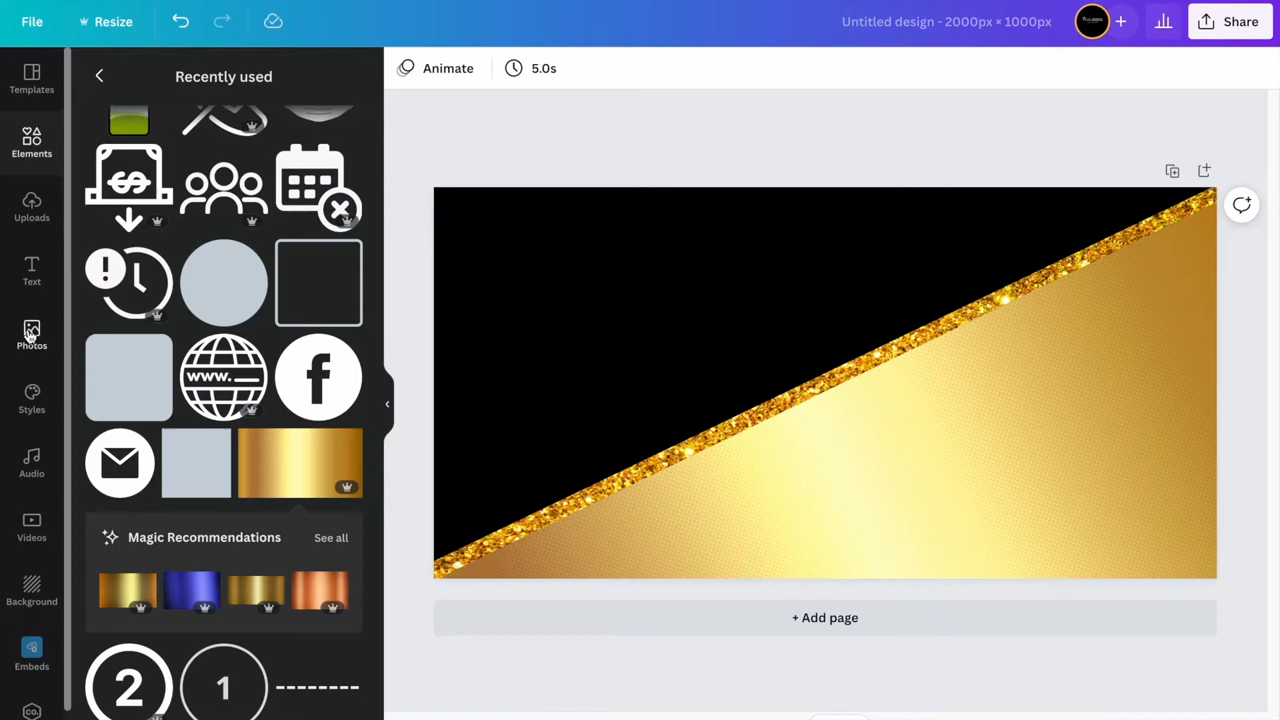 File
Resize
Untitled design - 2000px × 1000px
Share
Templates
Elements
Uploads
Text
Photos
Styles
Audio
Videos
Background
Embeds
co.
Recently used
$
!
www.
f
Magic Recommendations
See all
2
1
Animate
5.0s
+ Add page